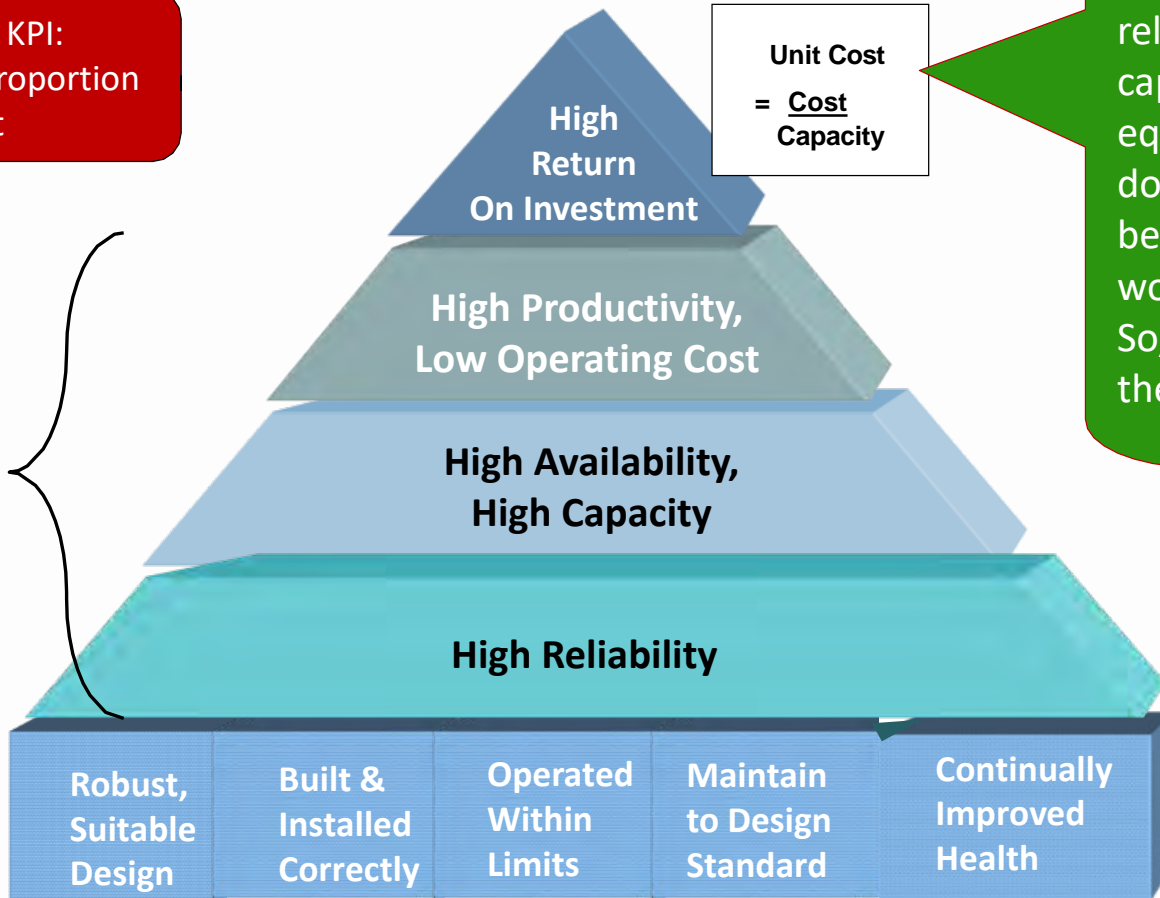 KPI:
roportion
t
Unit Cost
= Cost
Capacity
rel
cap
eq
do
be
wo
So,
the
High
Return
On Investment
High Productivity,
Low Operating Cost
High Availability,
High Capacity
High Reliability
Robust,
Suitable
Design
Built &
Installed
Correctly
Operated
Within
Limits
Maintain
to Design
Standard
Continually
Improved
Health